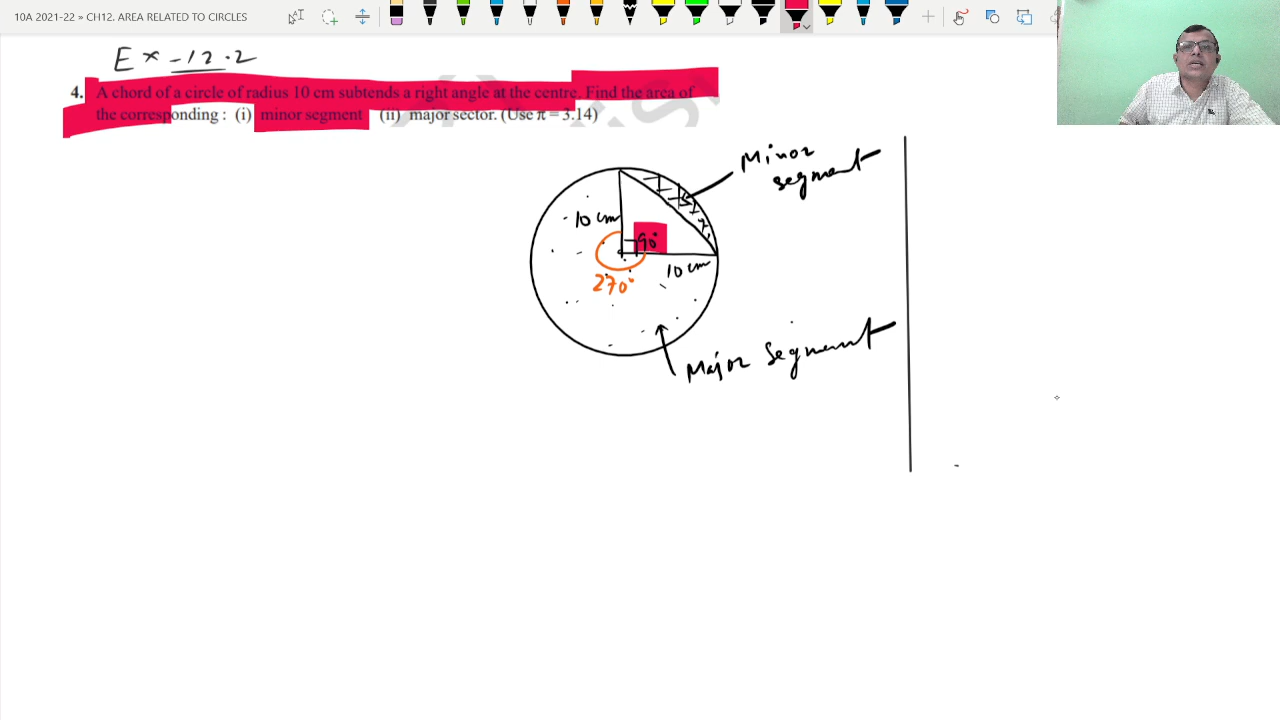 10A 2021-22 » CH12. AREA RELATED TO CIRCLES
Ex-12.2
4. A chord of a circle of radius 10 cm subtends a right angle at the centre. Find the area of
the corresponding : (i) minor segment (ii) major sector. (Use π = 3.14)
Minor
segment
10 cm
90°
10 cm
270°
Major Segment